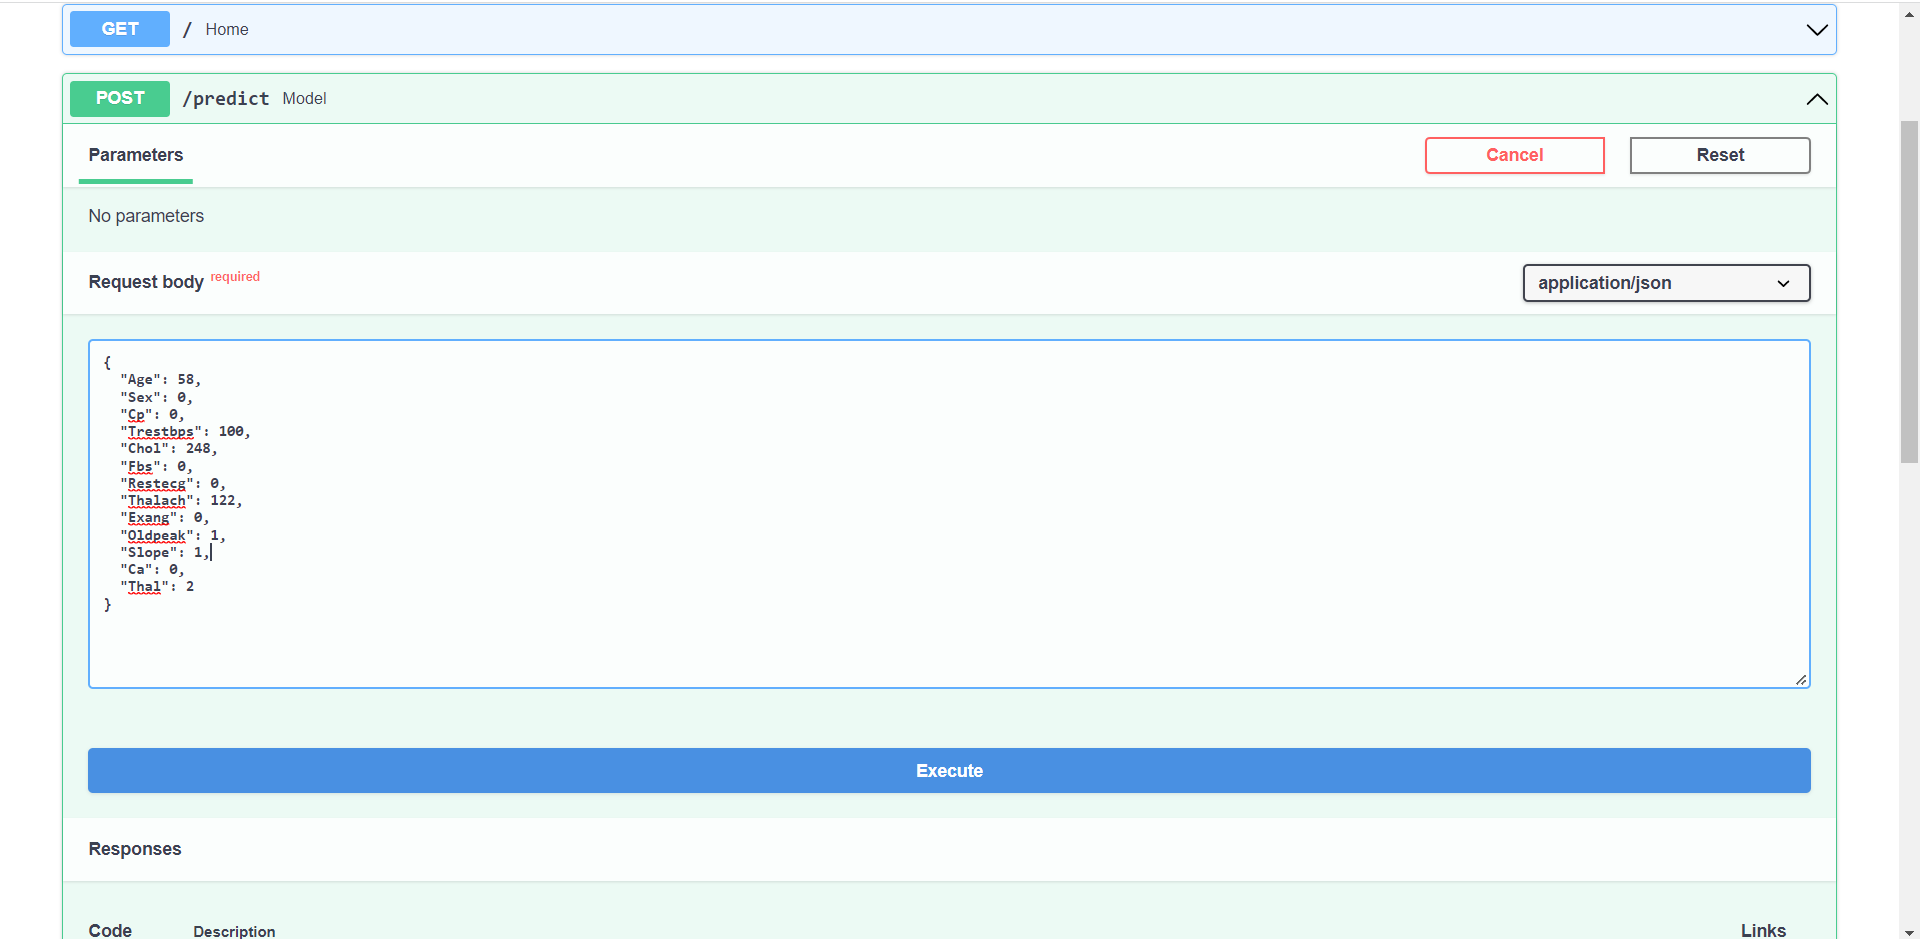 GET / Home
POST /predict Model
Parameters
Cancel
Reset
No parameters
Request body required
application/json
{
  "Age": 58,
  "Sex": 0,
  "Cp": 0,
  "Trestbps": 100,
  "Chol": 248,
  "Fbs": 0,
  "Restecg": 0,
  "Thalach": 122,
  "Exang": 0,
  "Oldpeak": 1,
  "Slope": 1,
  "Ca": 0,
  "Thal": 2
}
Execute
Responses
Code Description Links